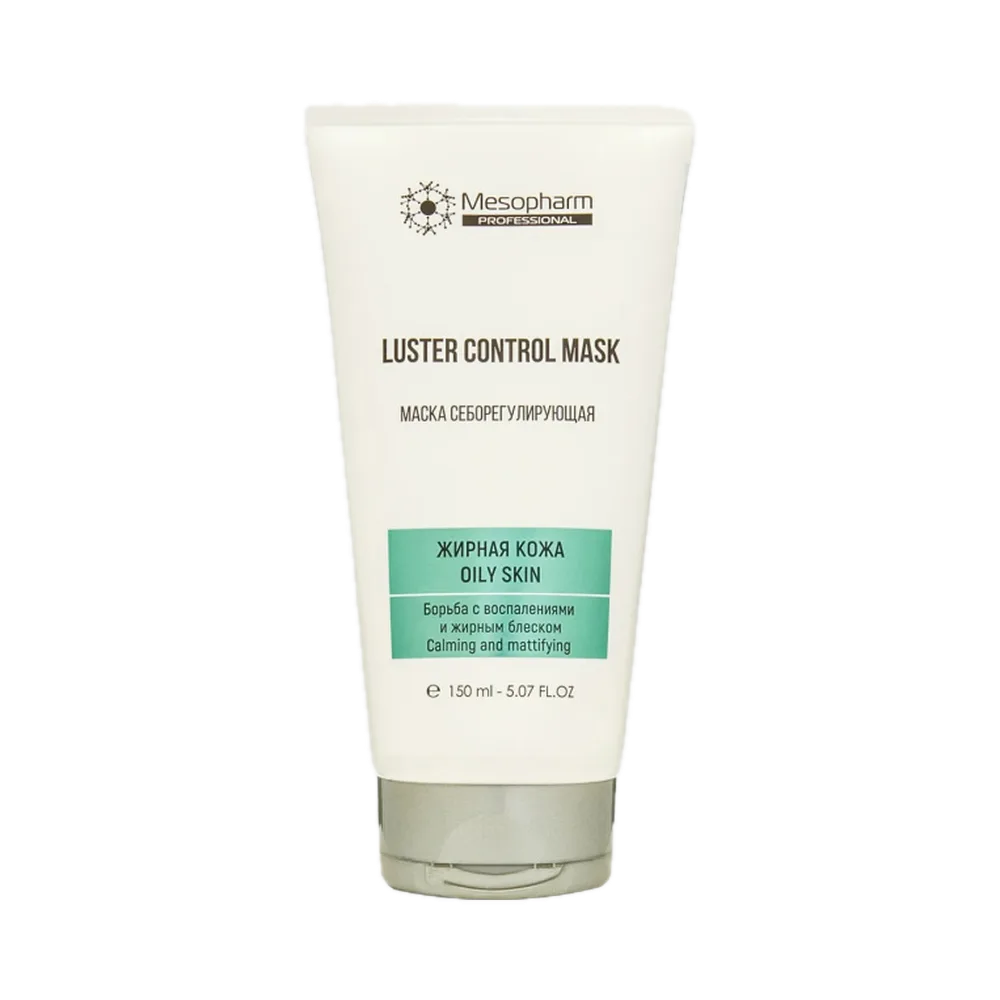 Mesopharm
PROFESSIONAL
LUSTER CONTROL MASK
МАСКА СЕБОРЕГУЛИРУЮЩАЯ
ЖИРНАЯ КОЖА
OILY SKIN
Борьба с воспалениями
и жирным блеском
Calming and mattifying
℮ 150 ml - 5.07 FL.OZ